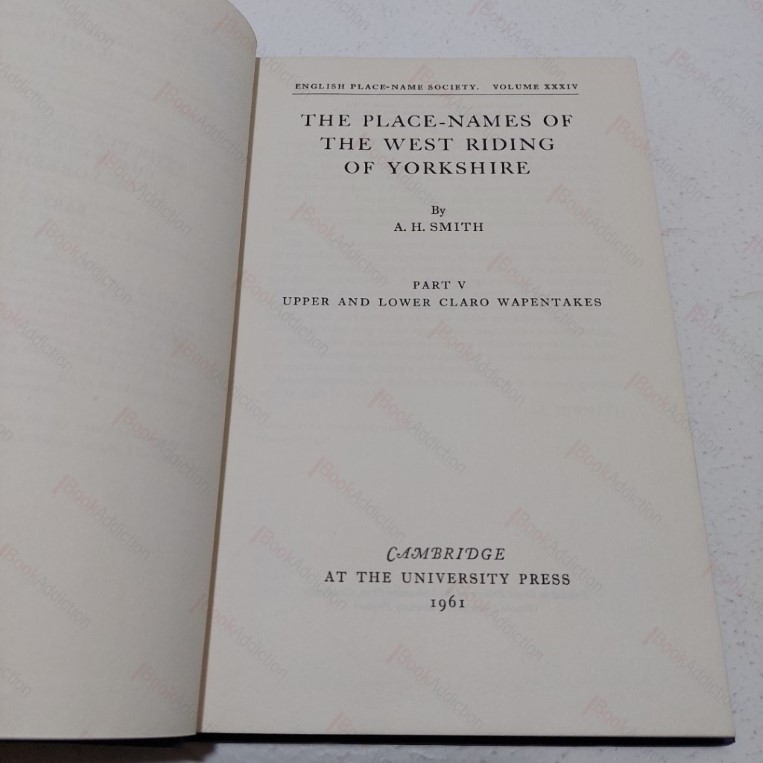 ENGLISH PLACE-NAME SOCIETY. VOLUME XXXIV
THE PLACE-NAMES OF
THE WEST RIDING
OF YORKSHIRE
By
A. H. SMITH
PART V
UPPER AND LOWER CLARO WAPENTAKES
CAMBRIDGE
AT THE UNIVERSITY PRESS
1961
BookAddiction